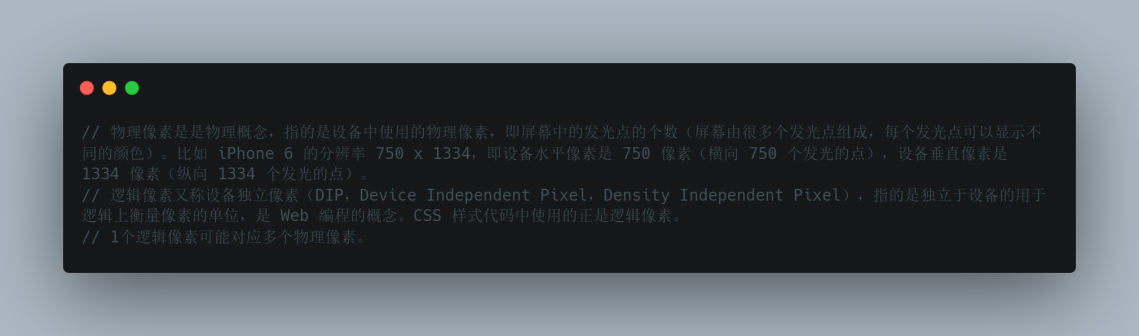 // 物理像素是是物理概念，指的是设备中使用的物理像素，即屏幕中的发光点的个数（屏幕由很多个发光点组成，每个发光点可以显示不
同的颜色）。比如 iPhone 6 的分辨率 750 x 1334，即设备水平像素是 750 像素（横向 750 个发光的点），设备垂直像素是
1334 像素（纵向 1334 个发光的点）。
// 逻辑像素又称设备独立像素（DIP，Device Independent Pixel，Density Independent Pixel），指的是独立于设备的用于
逻辑上衡量像素的单位，是 Web 编程的概念。CSS 样式代码中使用的正是逻辑像素。
// 1个逻辑像素可能对应多个物理像素。